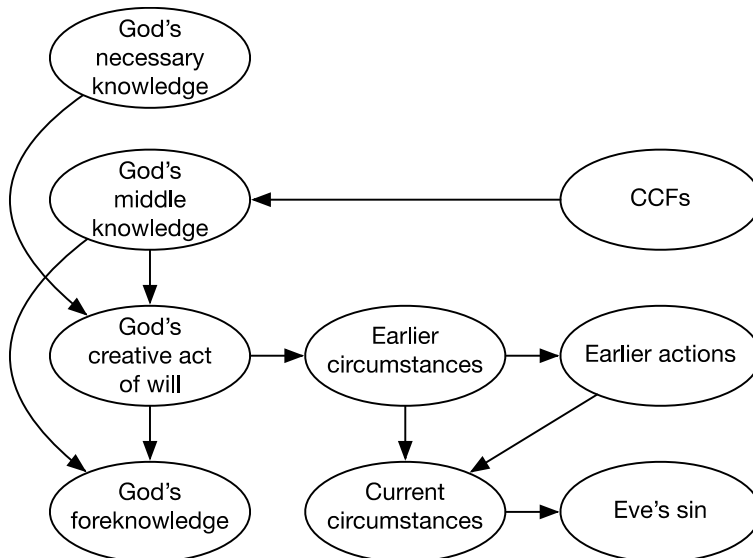 God’s
necessary
knowledge
God’s
middle
knowledge
CCFs
God’s
creative act
of will
Earlier
circumstances
Earlier actions
God’s
foreknowledge
Current
circumstances
Eve’s sin